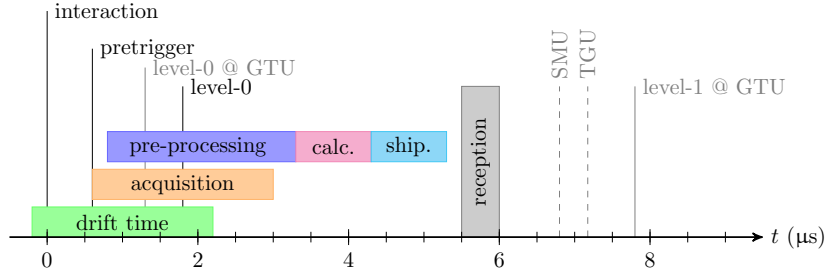 interaction
pretrigger
level-0 @ GTU
level-0
SMU
TGU
level-1 @ GTU
pre-processing
calc.
ship.
reception
acquisition
drift time
0
2
4
6
8
t (μs)